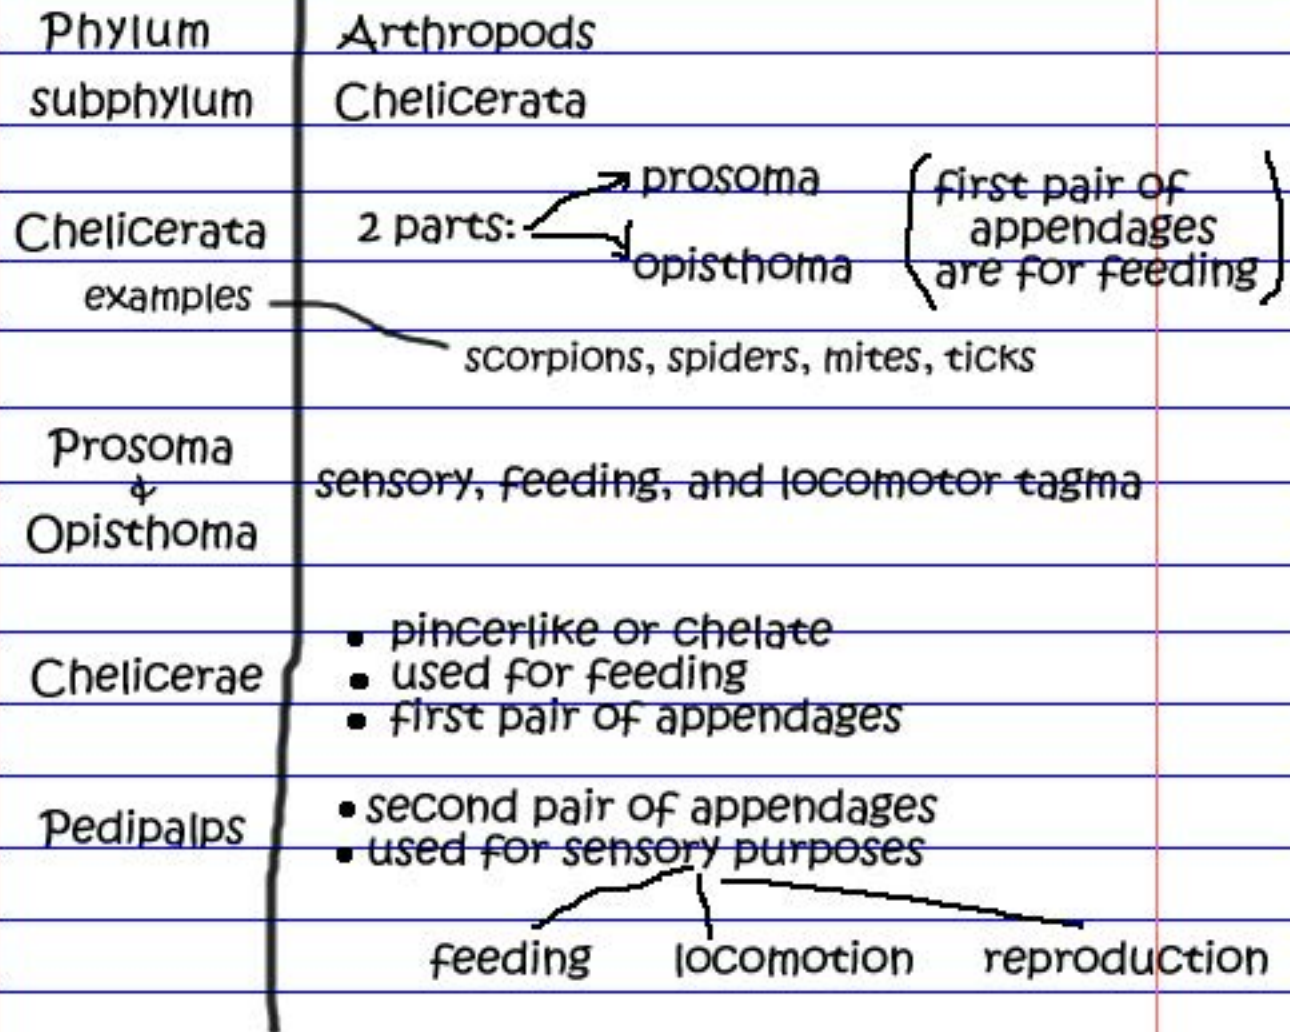 Phylum Arthropods
subphylum Chelicerata
Chelicerata 2 parts: prosoma
opisthoma
(first pair of
appendages
are for feeding)
examples scorpions, spiders, mites, ticks
Prosoma
&
Opisthoma
sensory, feeding, and locomotor tagma
Chelicerae
• pincerlike or chelate
• used for feeding
• first pair of appendages
Pedipalps
• second pair of appendages
• used for sensory purposes
feeding locomotion reproduction